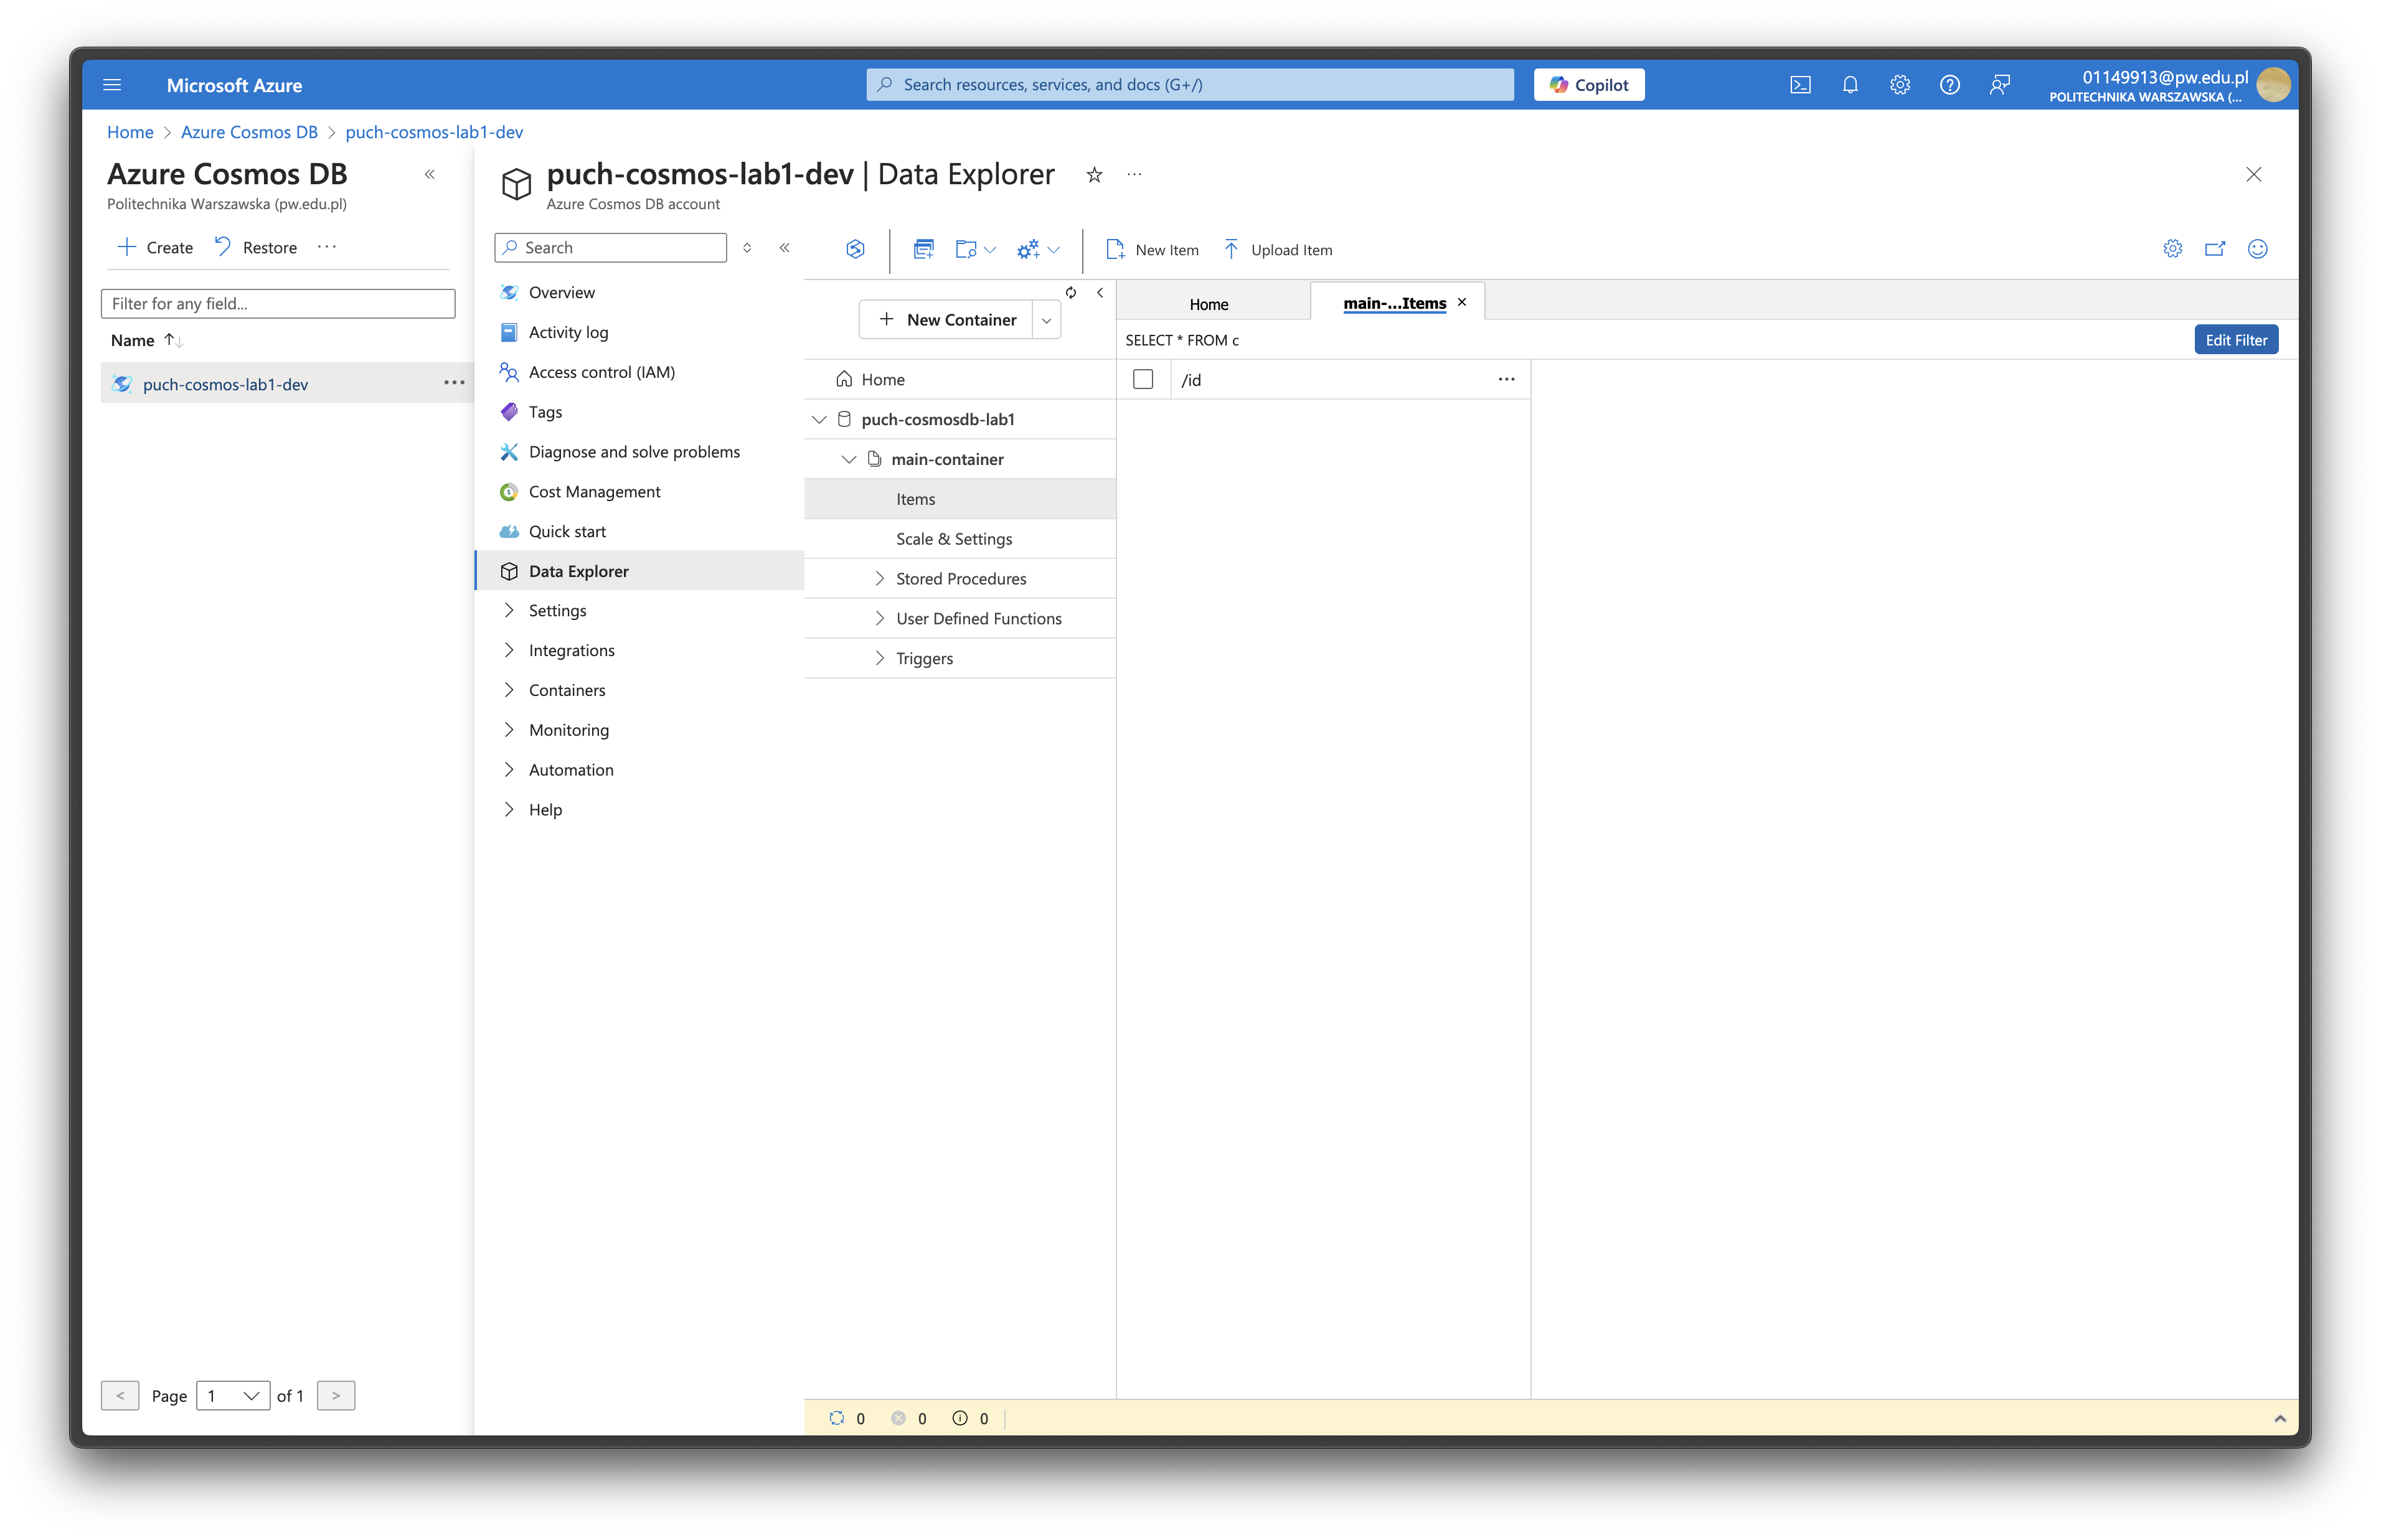 Microsoft Azure
Search resources, services, and docs (G+/)
Copilot
01149913@pw.edu.pl
POLITECHNIKA WARSZAWSKA (...
Home > Azure Cosmos DB > puch-cosmos-lab1-dev
Azure Cosmos DB
Politechnika Warszawska (pw.edu.pl)
Create
Restore
Filter for any field...
Name
puch-cosmos-lab1-dev
< Page 1 of 1 >
puch-cosmos-lab1-dev | Data Explorer
Azure Cosmos DB account
Search
Overview
Activity log
Access control (IAM)
Tags
Diagnose and solve problems
Cost Management
Quick start
Data Explorer
Settings
Integrations
Containers
Monitoring
Automation
Help
New Item
Upload Item
New Container
Home
puch-cosmosdb-lab1
main-container
Items
Scale & Settings
Stored Procedures
User Defined Functions
Triggers
Home
main-...Items
SELECT * FROM c
Edit Filter
/id
0 0 0